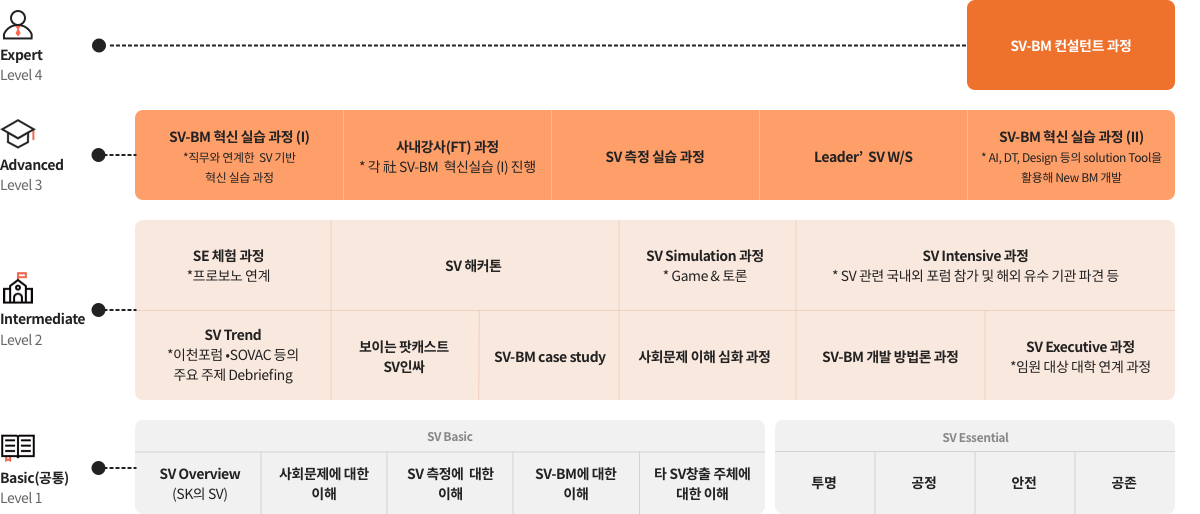 Expert
Level 4
SV-BM 컨설턴트 과정
Advanced
Level 3
SV-BM 혁신 실습 과정 (I)
*직무와 연계한 SV 기반
혁신 실습 과정
사내강사(FT) 과정
* 각 社 SV-BM 혁신실습 (I) 진행
SV 측정 실습 과정
Leader’ SV W/S
SV-BM 혁신 실습 과정 (II)
* AI, DT, Design 등의 solution Tool을
활용해 New BM 개발
Intermediate
Level 2
SE 체험 과정
*프로보노 연계
SV 해커톤
SV Simulation 과정
* Game & 토론
SV Intensive 과정
* SV 관련 국내외 포럼 참가 및 해외 유수 기관 파견 등
SV Trend
*이천포럼 •SOVAC 등의
주요 주제 Debriefing
보이는 팟캐스트
SV인싸
SV-BM case study
사회문제 이해 심화 과정
SV-BM 개발 방법론 과정
SV Executive 과정
*임원 대상 대학 연계 과정
Basic(공통)
Level 1
SV Basic
SV Overview
(SK의 SV)
사회문제에 대한
이해
SV 측정에 대한
이해
SV-BM에 대한
이해
타 SV창출 주체에
대한 이해
SV Essential
투명
공정
안전
공존